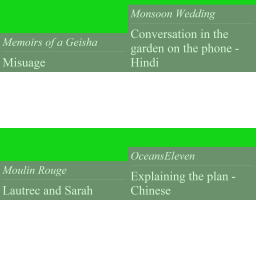 Memoirs of a Geisha
Misuage
Monsoon Wedding
Conversation in the
garden on the phone -
Hindi
Moulin Rouge
Lautrec and Sarah
OceansEleven
Explaining the plan -
Chinese